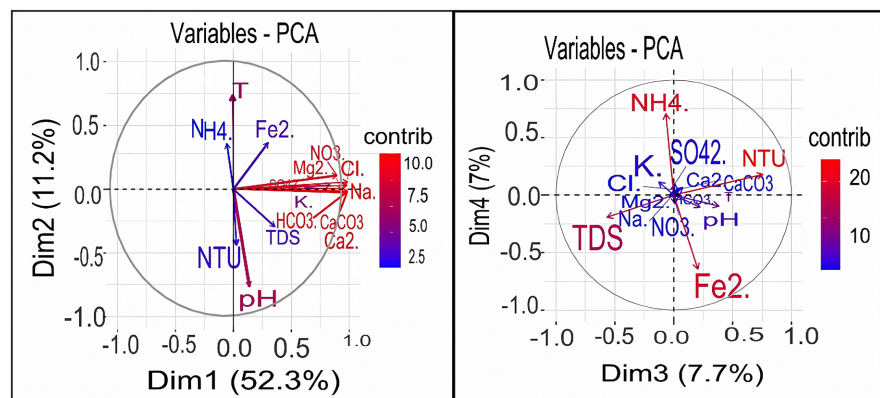 Variables - PCA
1.0
0.5
0.0
-0.5
-1.0
Dim2 (11.2%)
T
NH4.
Fe2.
NO3.
Mg2.
Cl.
Na.
K.
HCO3.
CaCO3
TDS
Ca2.
NTU
pH
-1.0
-0.5
0.0
0.5
1.0
Dim1 (52.3%)
contrib
10.0
7.5
5.0
2.5
Variables - PCA
1.0
0.5
0.0
-0.5
-1.0
Dim4 (7%)
NH4.
SO42.
NTU
K.
Cl.
Ca2.
CaCO3
Mg2.
HCO3.
T
Na.
NO3.
pH
TDS
Fe2.
-1.0
-0.5
0.0
0.5
1.0
Dim3 (7.7%)
contrib
20
10